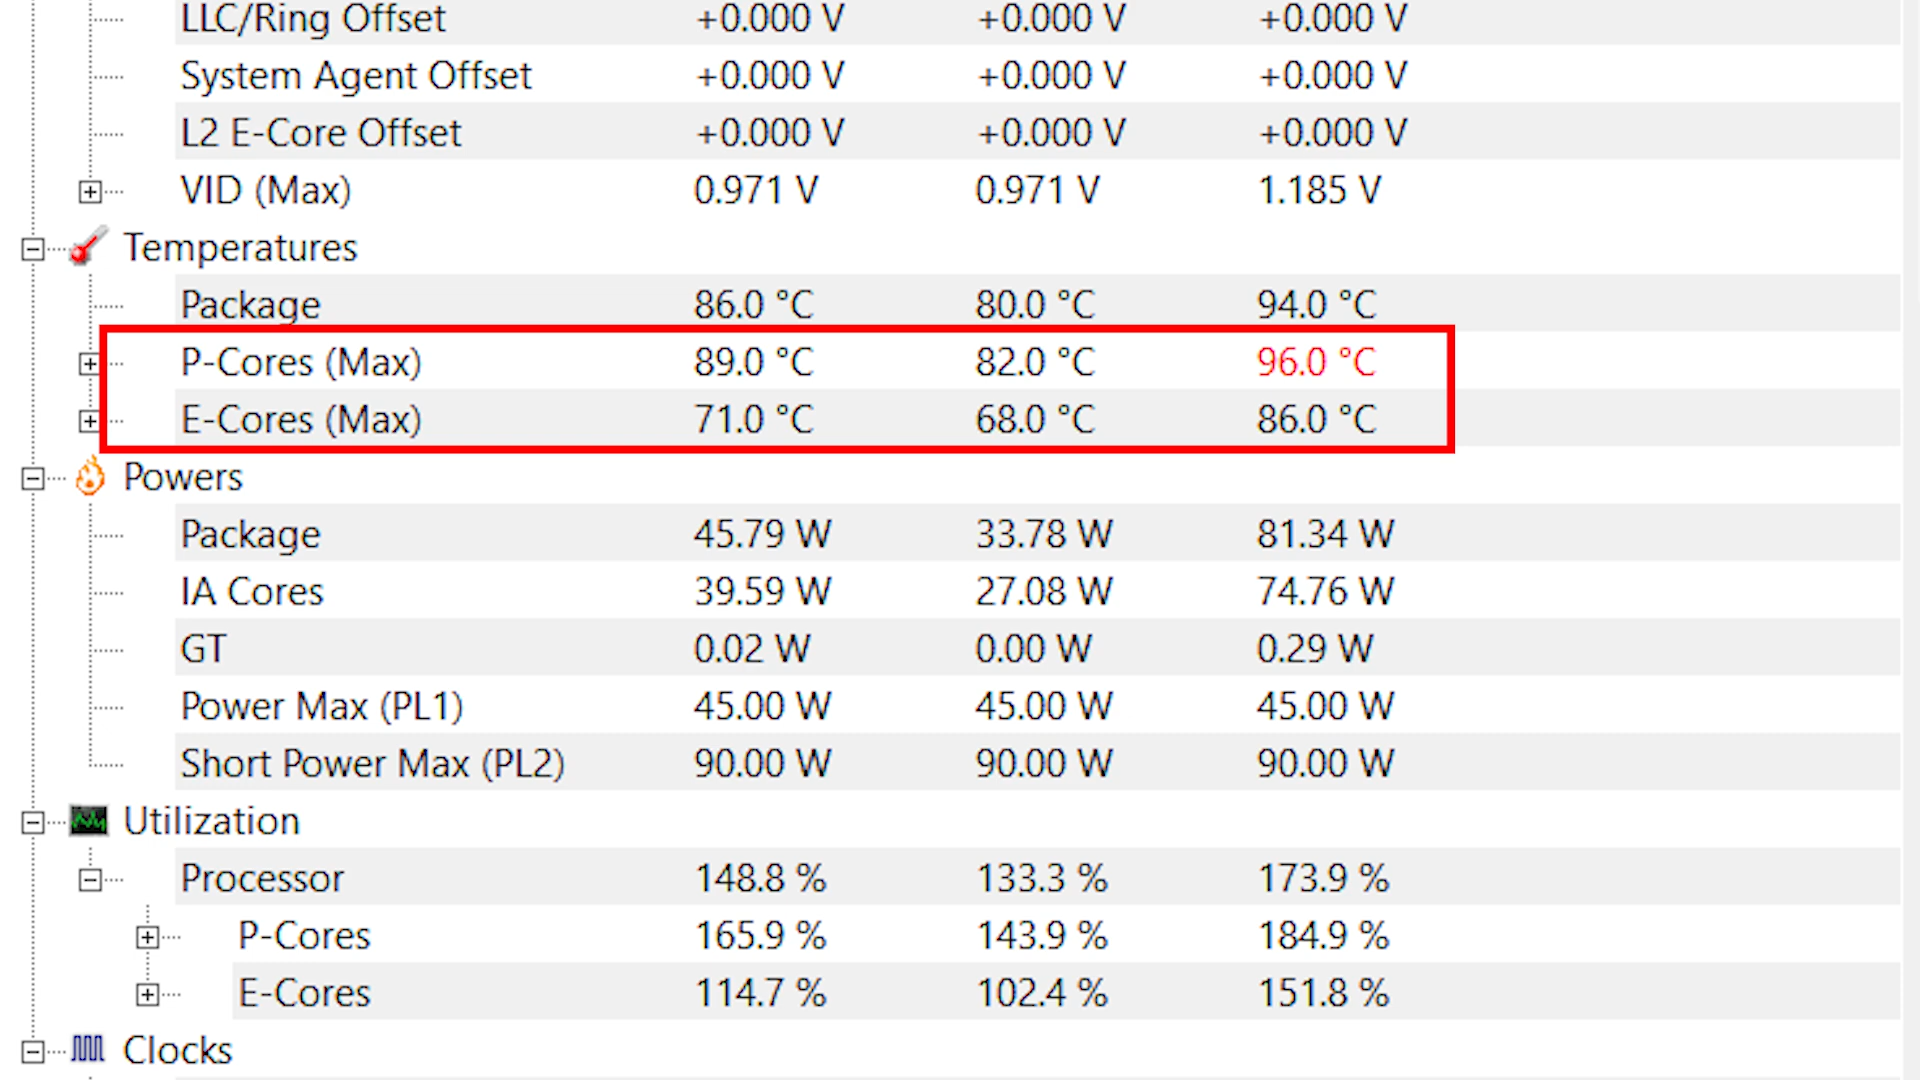 LLC/Ring Offset +0.000 V +0.000 V +0.000 V
System Agent Offset +0.000 V +0.000 V +0.000 V
L2 E-Core Offset +0.000 V +0.000 V +0.000 V
VID (Max) 0.971 V 0.971 V 1.185 V
Temperatures
Package 86.0 °C 80.0 °C 94.0 °C
P-Cores (Max) 89.0 °C 82.0 °C 96.0 °C
E-Cores (Max) 71.0 °C 68.0 °C 86.0 °C
Powers
Package 45.79 W 33.78 W 81.34 W
IA Cores 39.59 W 27.08 W 74.76 W
GT 0.02 W 0.00 W 0.29 W
Power Max (PL1) 45.00 W 45.00 W 45.00 W
Short Power Max (PL2) 90.00 W 90.00 W 90.00 W
Utilization
Processor 148.8 % 133.3 % 173.9 %
P-Cores 165.9 % 143.9 % 184.9 %
E-Cores 114.7 % 102.4 % 151.8 %
Clocks